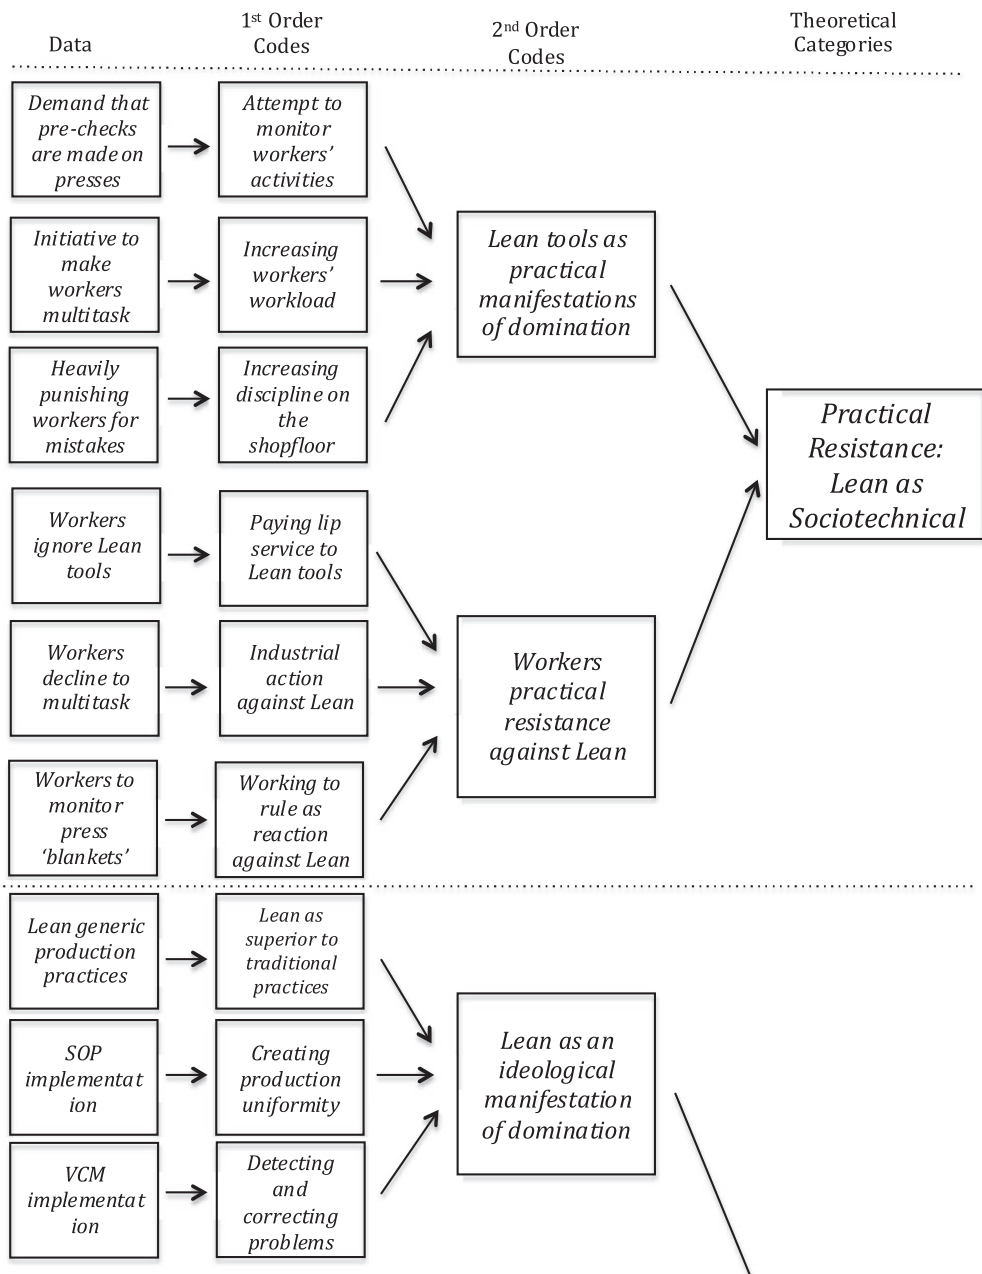 Data
1st Order
Codes
2nd Order
Codes
Theoretical
Categories
Demand that
pre-checks
are made on
presses
Attempt to
monitor
workers’
activities
Initiative to
make
workers
multitask
Increasing
workers’
workload
Heavily
punishing
workers for
mistakes
Increasing
discipline on
the
shopfloor
Lean tools as
practical
manifestations
of domination
Workers
ignore Lean
tools
Paying lip
service to
Lean tools
Workers
decline to
multitask
Industrial
action
against Lean
Workers to
monitor
press
‘blankets’
Working to
rule as
reaction
against Lean
Workers
practical
resistance
against Lean
Practical
Resistance:
Lean as
Sociotechnical
Lean generic
production
practices
Lean as
superior to
traditional
practices
SOP
implementat
ion
Creating
production
uniformity
VCM
implementat
ion
Detecting
and
correcting
problems
Lean as an
ideological
manifestation
of domination